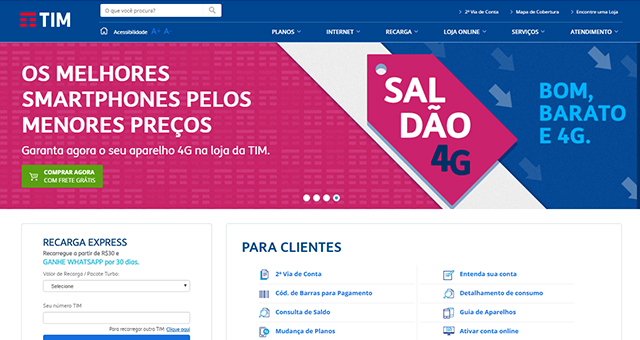 TIM
O que você procura?
2ª Via de Conta
Mapa de Cobertura
Encontre uma Loja
Acessibilidade A+ A-
PLANOS
INTERNET
RECARGA
LOJA ONLINE
SERVIÇOS
ATENDIMENTO
OS MELHORES
SMARTPHONES PELOS
MENORES PREÇOS
Garanta agora o seu aparelho 4G na loja da TIM.
COMPRAR AGORA
COM FRETE GRÁTIS
SAL
DÃO
4G
BOM,
BARATO
E 4G.
RECARGA EXPRESS
Recarregue a partir de R$30 e
GANHE WHATSAPP por 30 dias.
Valor de Recarga / Pacote Turbo:
Selecione
Seu número TIM:
Para recarregar outro TIM: Clique aqui
PARA CLIENTES
2ª Via de Conta
Entenda sua conta
Cód. de Barras para Pagamento
Detalhamento de consumo
Consulta de Saldo
Guia de Aparelhos
Mudança de Planos
Ativar conta online